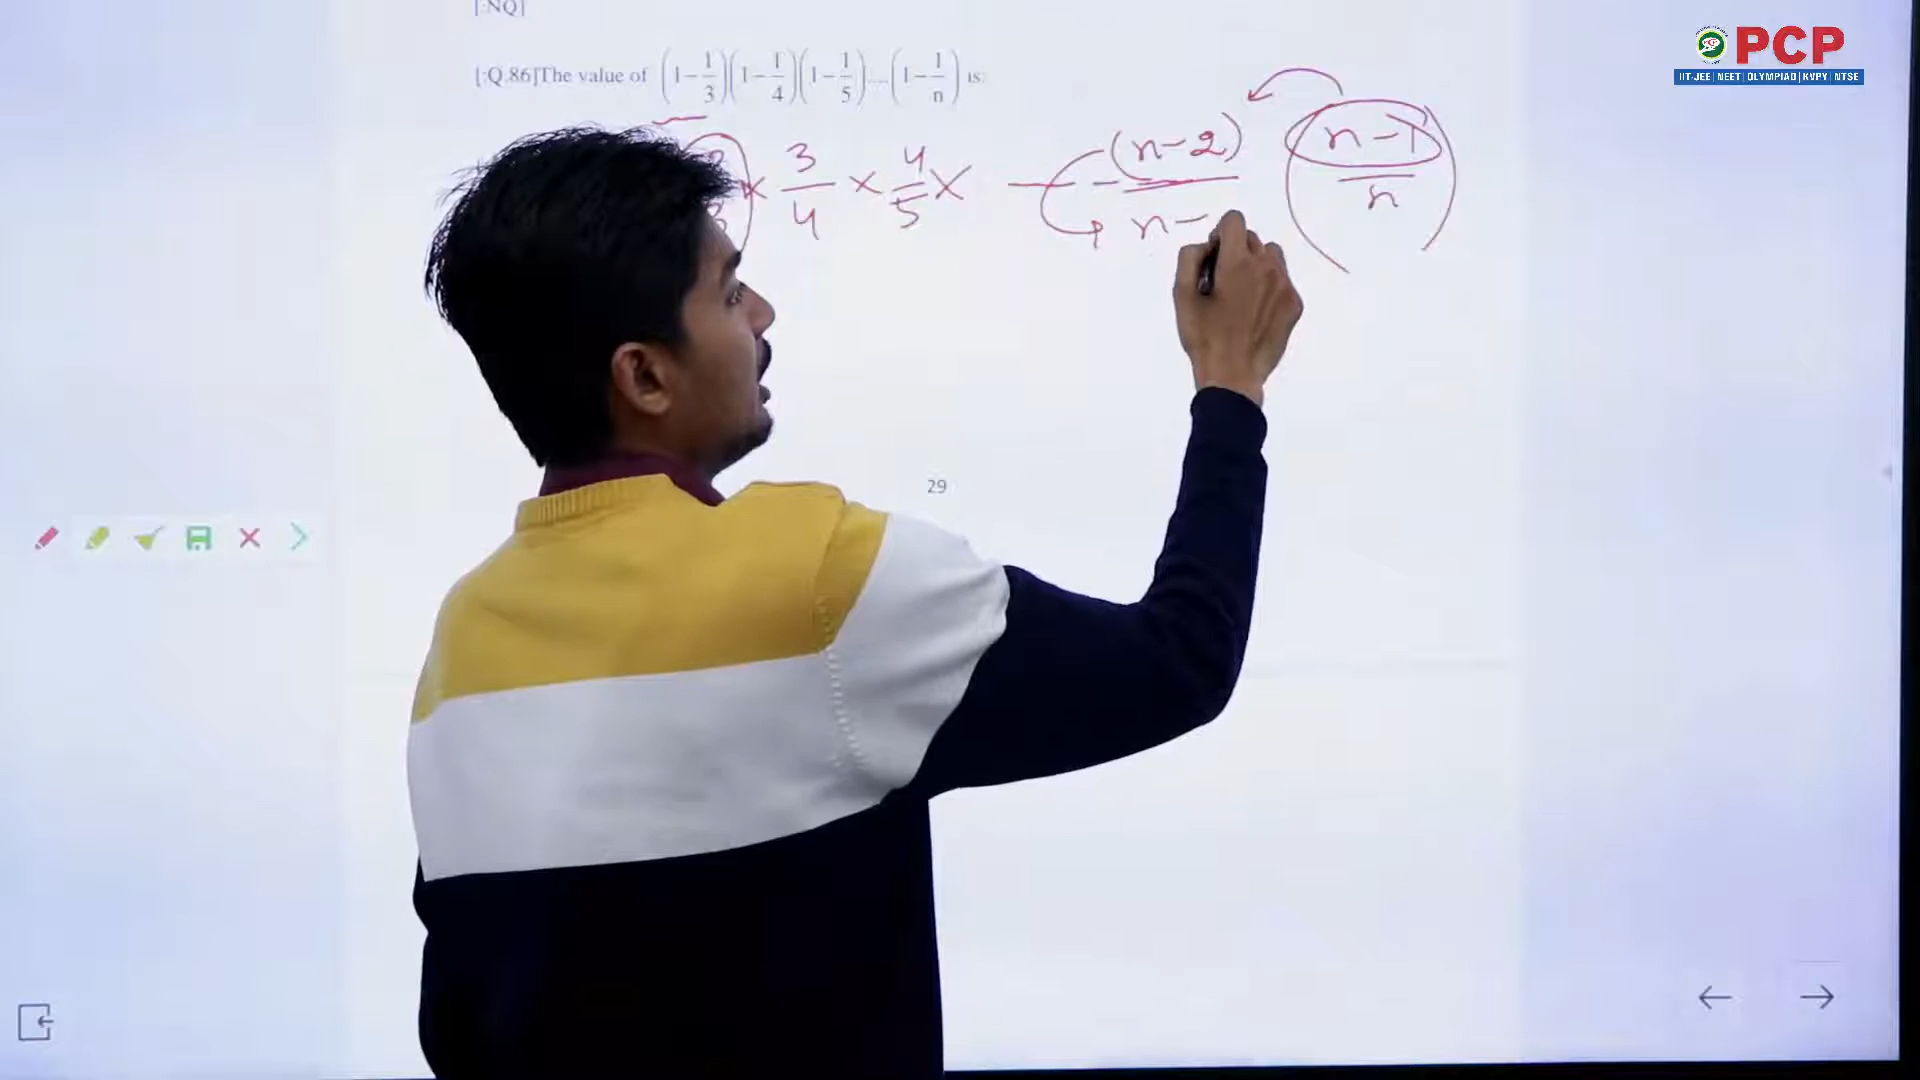 [:NQ]
PCP
IIT-JEE | NEET | OLYMPIAD | KVPY | NTSE
[:Q.86]The value of (1-1/3)(1-1/4)(1-1/5)....(1-1/n) is:
× 3/4 × 4/5 × --- (n-2)/n- (n-1/n)
29